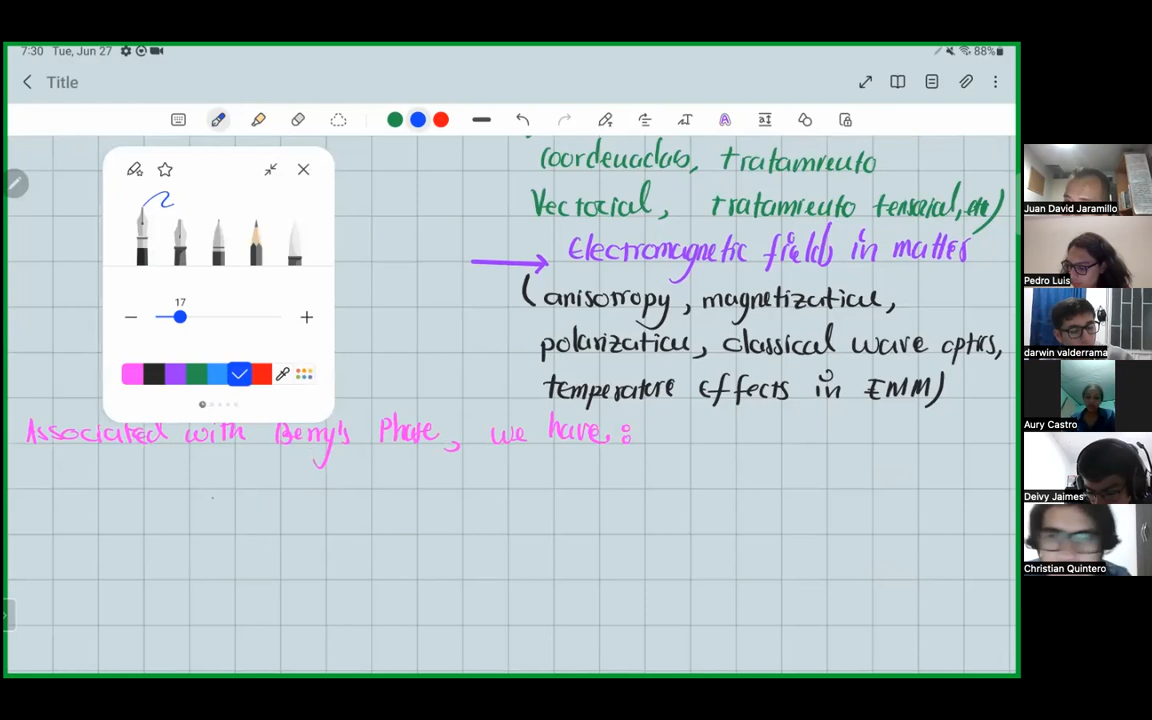 7:30 Tue, Jun 27 88%
Title
coordenadas, tratamiento
Vectorial, tratamiento tensorial, etc)
Electromagnetic fields in matter
(anisotropy, magnetization,
polarization, classical wave optics,
temperature effects in EMM)
17
Associated with Berry's Phase, we have:
Juan David Jaramillo
Pedro Luis
darwin valderrama
Aury Castro
Deivy Jaimes
Christian Quintero